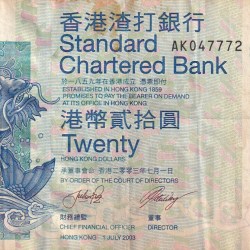 香港渣打銀行
Standard
Chartered Bank
AK047772
於一八五九年在香港成立 憑票即付
ESTABLISHED IN HONG KONG 1859
PROMISES TO PAY THE BEARER ON DEMAND
AT ITS OFFICE IN HONG KONG
港幣貳拾圓
Twenty
HONG KONG DOLLARS
承董事會命 香港二零零三年七月一日
BY ORDER OF THE COURT OF DIRECTORS
財務總監 董事
CHIEF FINANCIAL OFFICER DIRECTOR
HONG KONG 1 JULY 2003